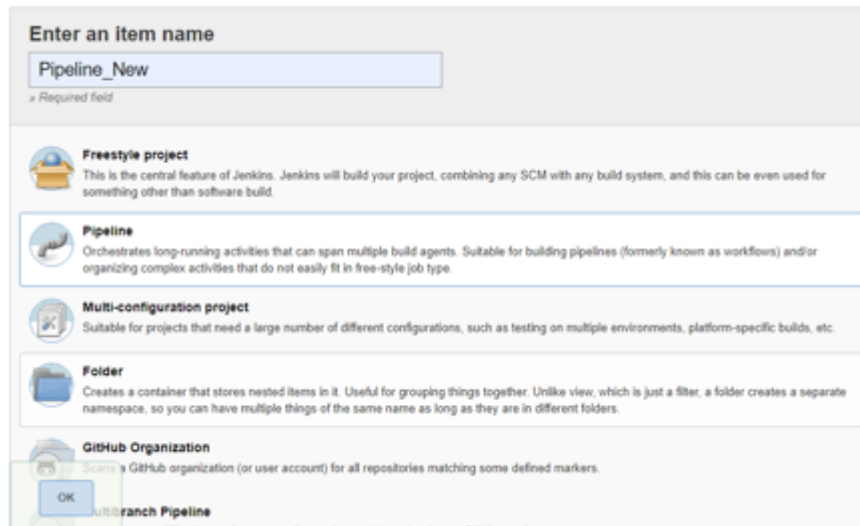 Enter an item name
Pipeline_New
» Required field
Freestyle project
This is the central feature of Jenkins. Jenkins will build your project, combining any SCM with any build system, and this can be even used for
something other than software build.
Pipeline
Orchestrates long-running activities that can span multiple build agents. Suitable for building pipelines (formerly known as workflows) and/or
organizing complex activities that do not easily fit in free-style job type.
Multi-configuration project
Suitable for projects that need a large number of different configurations, such as testing on multiple environments, platform-specific builds, etc.
Folder
Creates a container that stores nested items in it. Useful for grouping things together. Unlike view, which is just a filter, a folder creates a separate
namespace, so you can have multiple things of the same name as long as they are in different folders.
GitHub Organization
Scans a GitHub organization (or user account) for all repositories matching some defined markers.
OK
Multibranch Pipeline